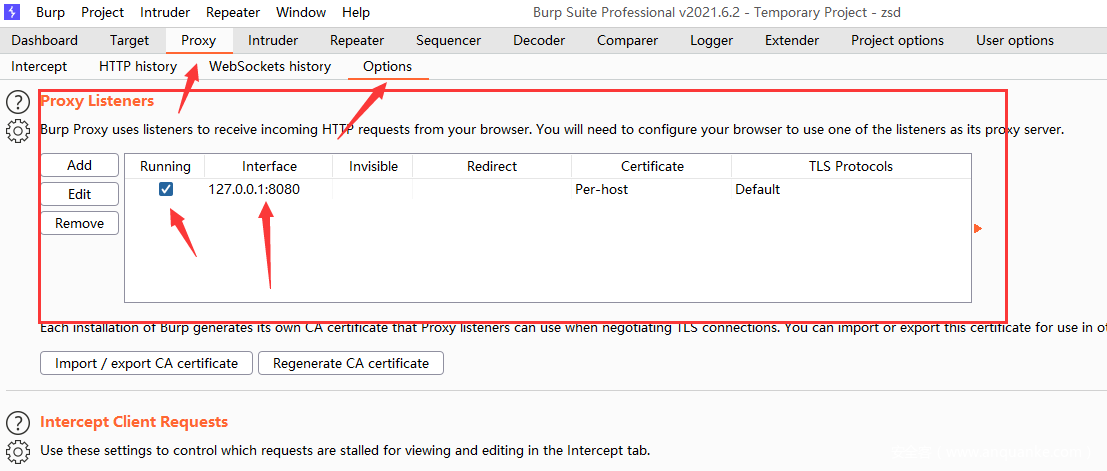 Burp Project Intruder Repeater Window Help Burp Suite Professional v2021.6.2 - Temporary Project - zsd
Dashboard Target Proxy Intruder Repeater Sequencer Decoder Comparer Logger Extender Project options User options
Intercept HTTP history WebSockets history Options
Proxy Listeners
Burp Proxy uses listeners to receive incoming HTTP requests from your browser. You will need to configure your browser to use one of the listeners as its proxy server.
Add Running Interface Invisible Redirect Certificate TLS Protocols
Edit 127.0.0.1:8080 Per-host Default
Remove
Each installation of Burp generates its own CA certificate that Proxy listeners can use when negotiating TLS connections. You can import or export this certificate for use in
Import / export CA certificate Regenerate CA certificate
Intercept Client Requests
Use these settings to control which requests are stalled for viewing and editing in the Intercept tab.